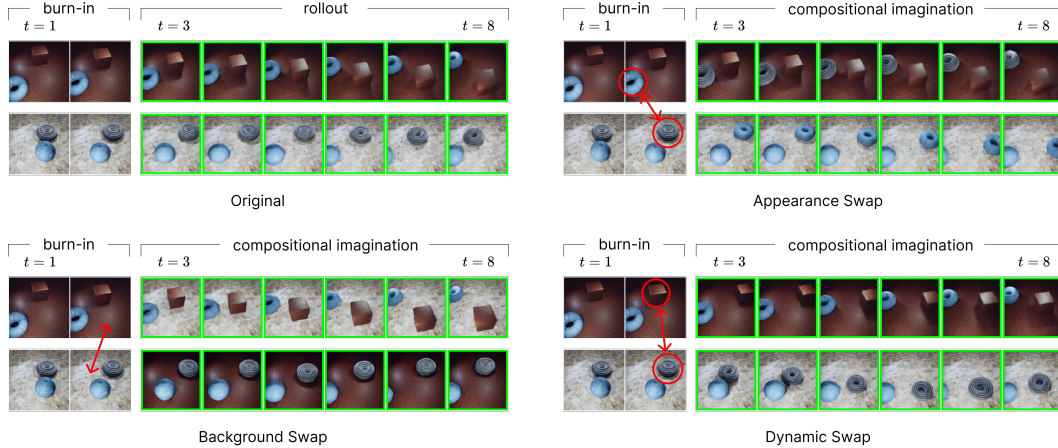 burn-in
rollout
t = 1
t = 3
t = 8
Original
burn-in
compositional imagination
t = 1
t = 3
t = 8
Appearance Swap
burn-in
compositional imagination
t = 1
t = 3
t = 8
Background Swap
burn-in
compositional imagination
t = 1
t = 3
t = 8
Dynamic Swap